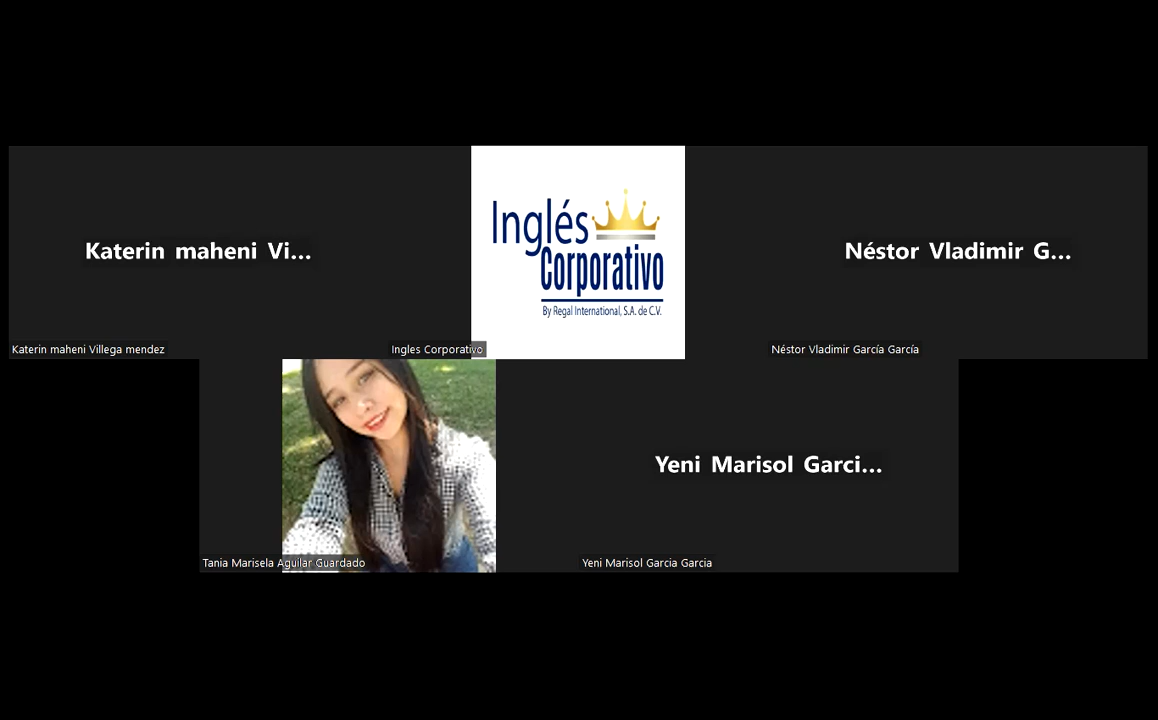 Katerin maheni Vi...
Katerin maheni Villega mendez
Inglés
Corporativo
By Regal International, S.A. de C.V.
Ingles Corporativo
Néstor Vladimir G...
Néstor Vladimir García García
Tania Marisela Aguilar Guardado
Yeni Marisol Garci...
Yeni Marisol Garcia Garcia